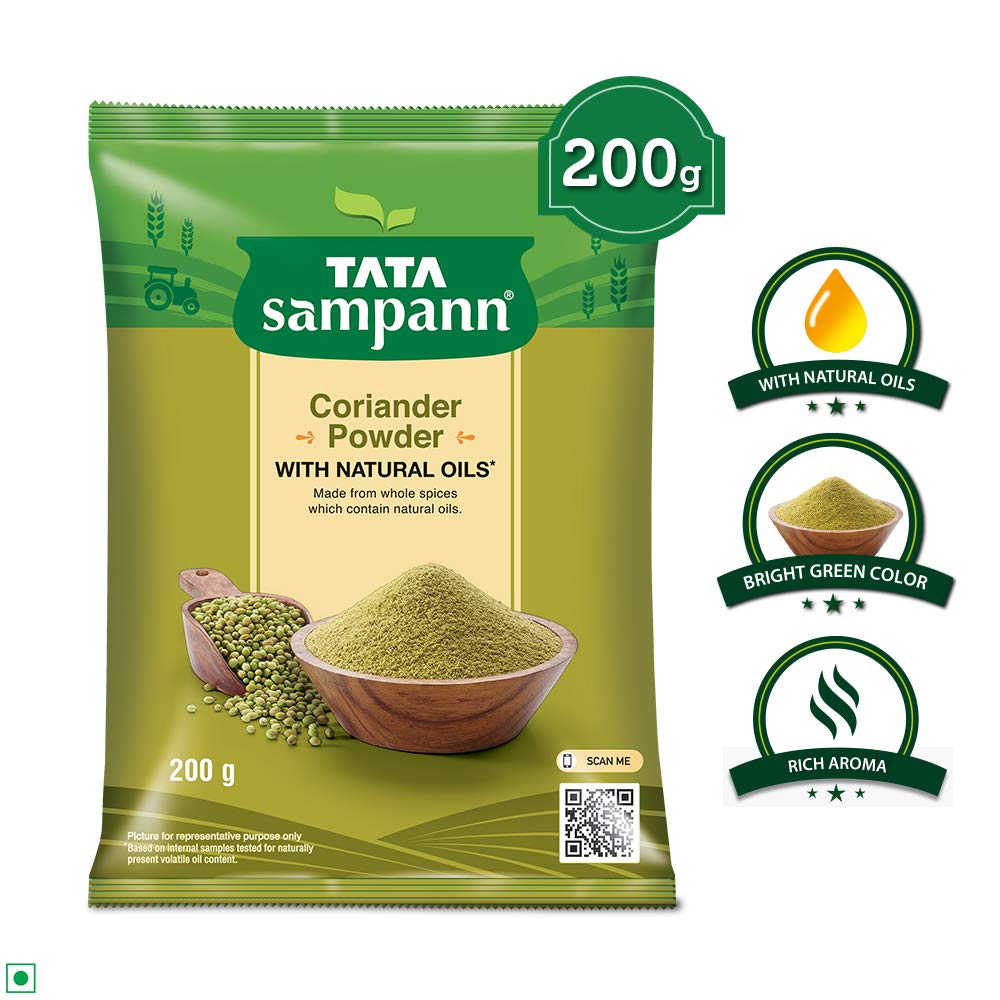 200g
TATA
sampann®
Coriander
Powder
WITH NATURAL OILS*
Made from whole spices
which contain natural oils.
200 g
SCAN ME
Picture for representative purpose only
*Based on internal samples tested for naturally
present volatile oil content.
WITH NATURAL OILS
BRIGHT GREEN COLOR
RICH AROMA